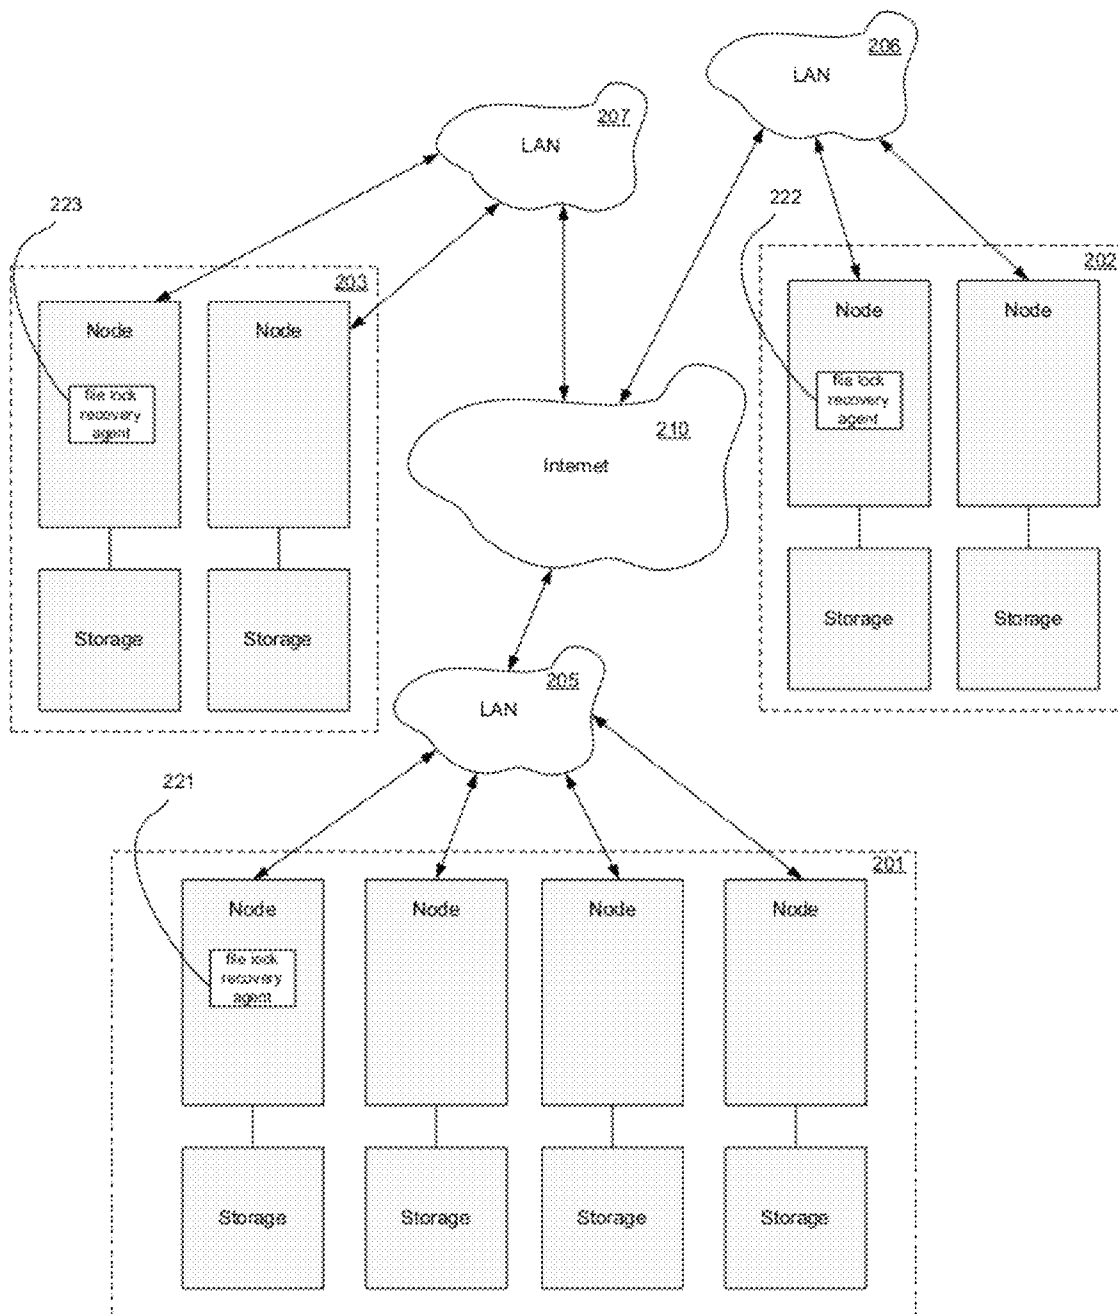 206
LAN
207
LAN
223
222
203
202
Node
Node
Node
Node
file lock
recovery
agent
file lock
recovery
agent
210
Internet
Storage
Storage
Storage
Storage
205
LAN
221
201
Node
Node
Node
Node
file lock
recovery
agent
Storage
Storage
Storage
Storage